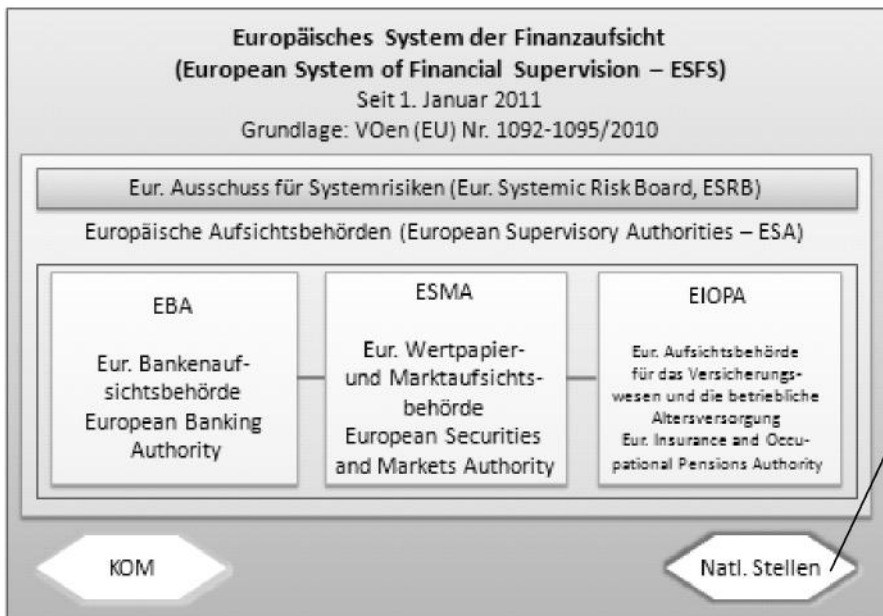 Europäisches System der Finanzaufsicht
(European System of Financial Supervision – ESFS)
Seit 1. Januar 2011
Grundlage: VOen (EU) Nr. 1092-1095/2010
Eur. Ausschuss für Systemrisiken (Eur. Systemic Risk Board, ESRB)
Europäische Aufsichtsbehörden (European Supervisory Authorities – ESA)
EBA
Eur. Bankenauf-
sichtsbehörde
European Banking
Authority
ESMA
Eur. Wertpapier-
und Marktaufsichts-
behörde
European Securities
and Markets Authority
EIOPA
Eur. Aufsichtsbehörde
für das Versicherungs-
wesen und die betriebliche
Altersversorgung
Eur. Insurance and Occu-
pational Pensions Authority
KOM
Natl. Stellen